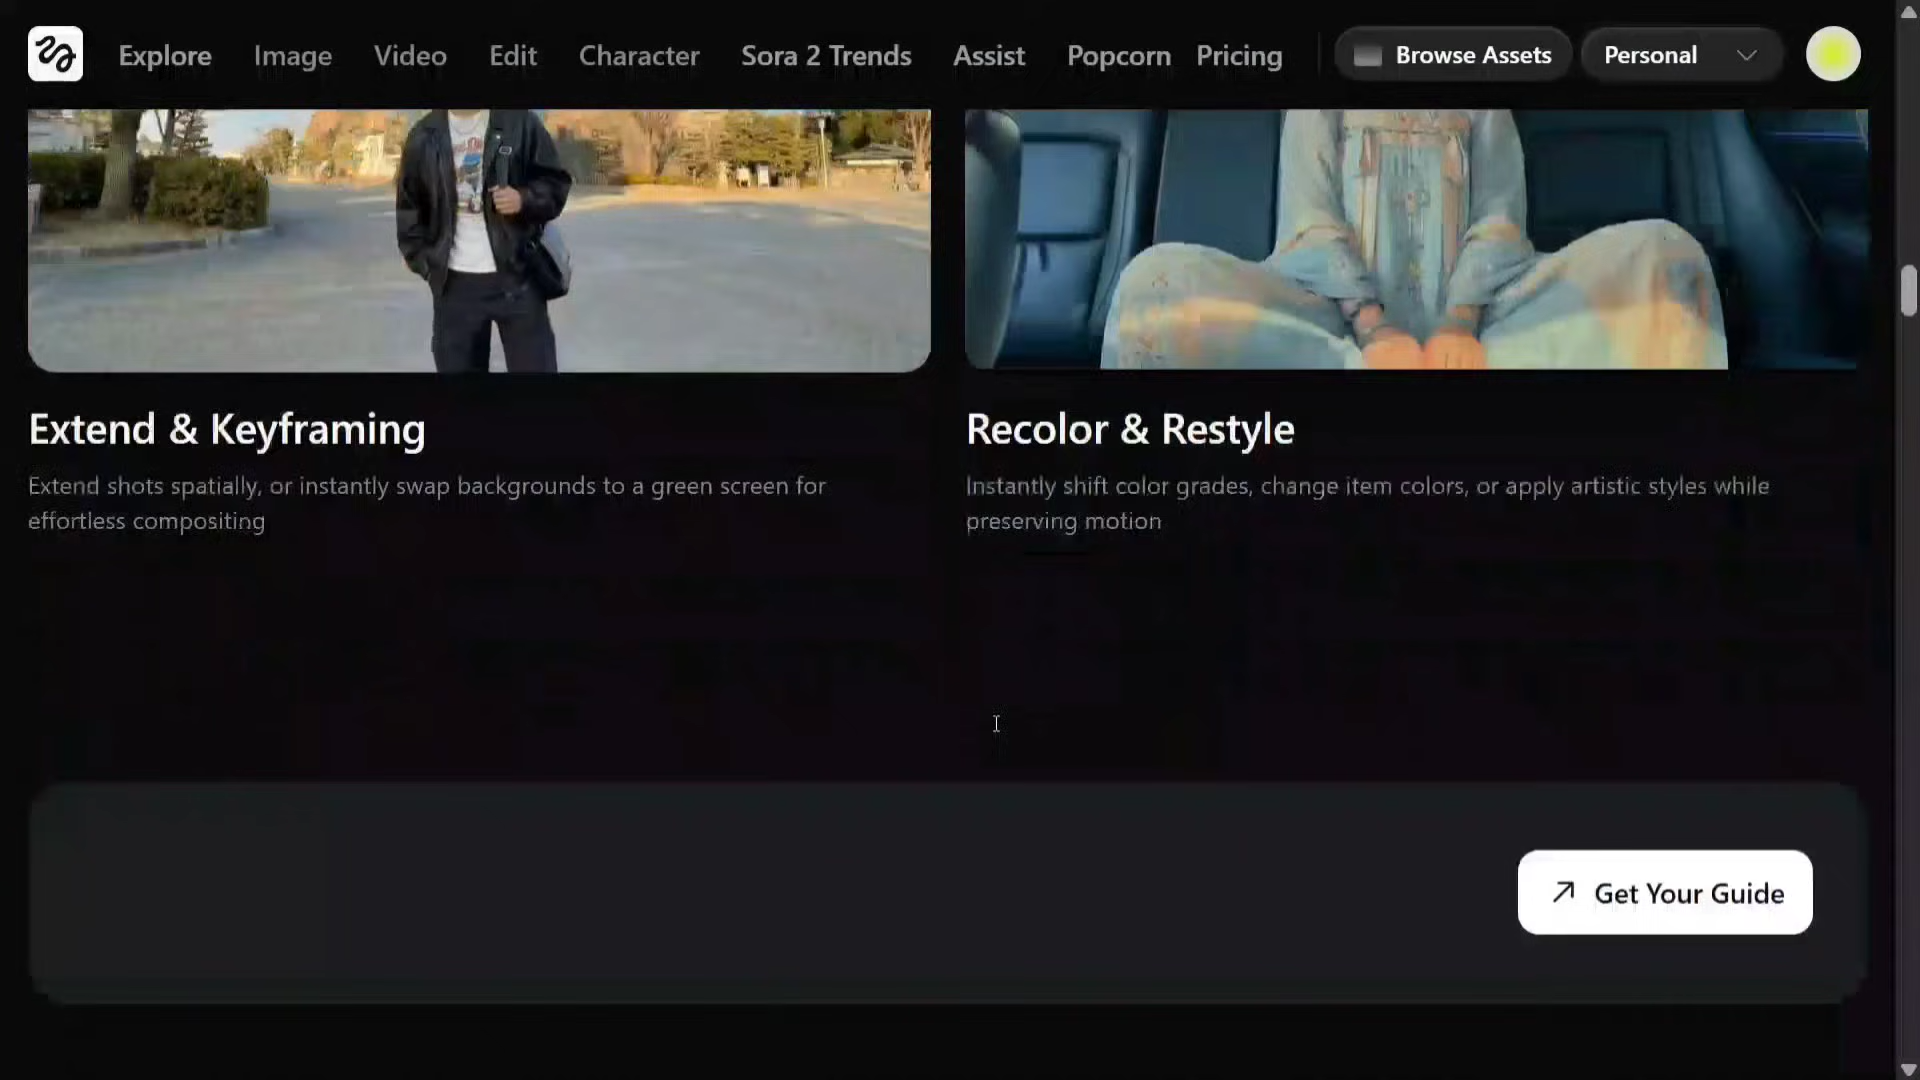 Explore Image Video Edit Character Sora 2 Trends Assist Popcorn Pricing Browse Assets Personal
Extend & Keyframing
Extend shots spatially, or instantly swap backgrounds to a green screen for
effortless compositing
Recolor & Restyle
Instantly shift color grades, change item colors, or apply artistic styles while
preserving motion
Get Your Guide